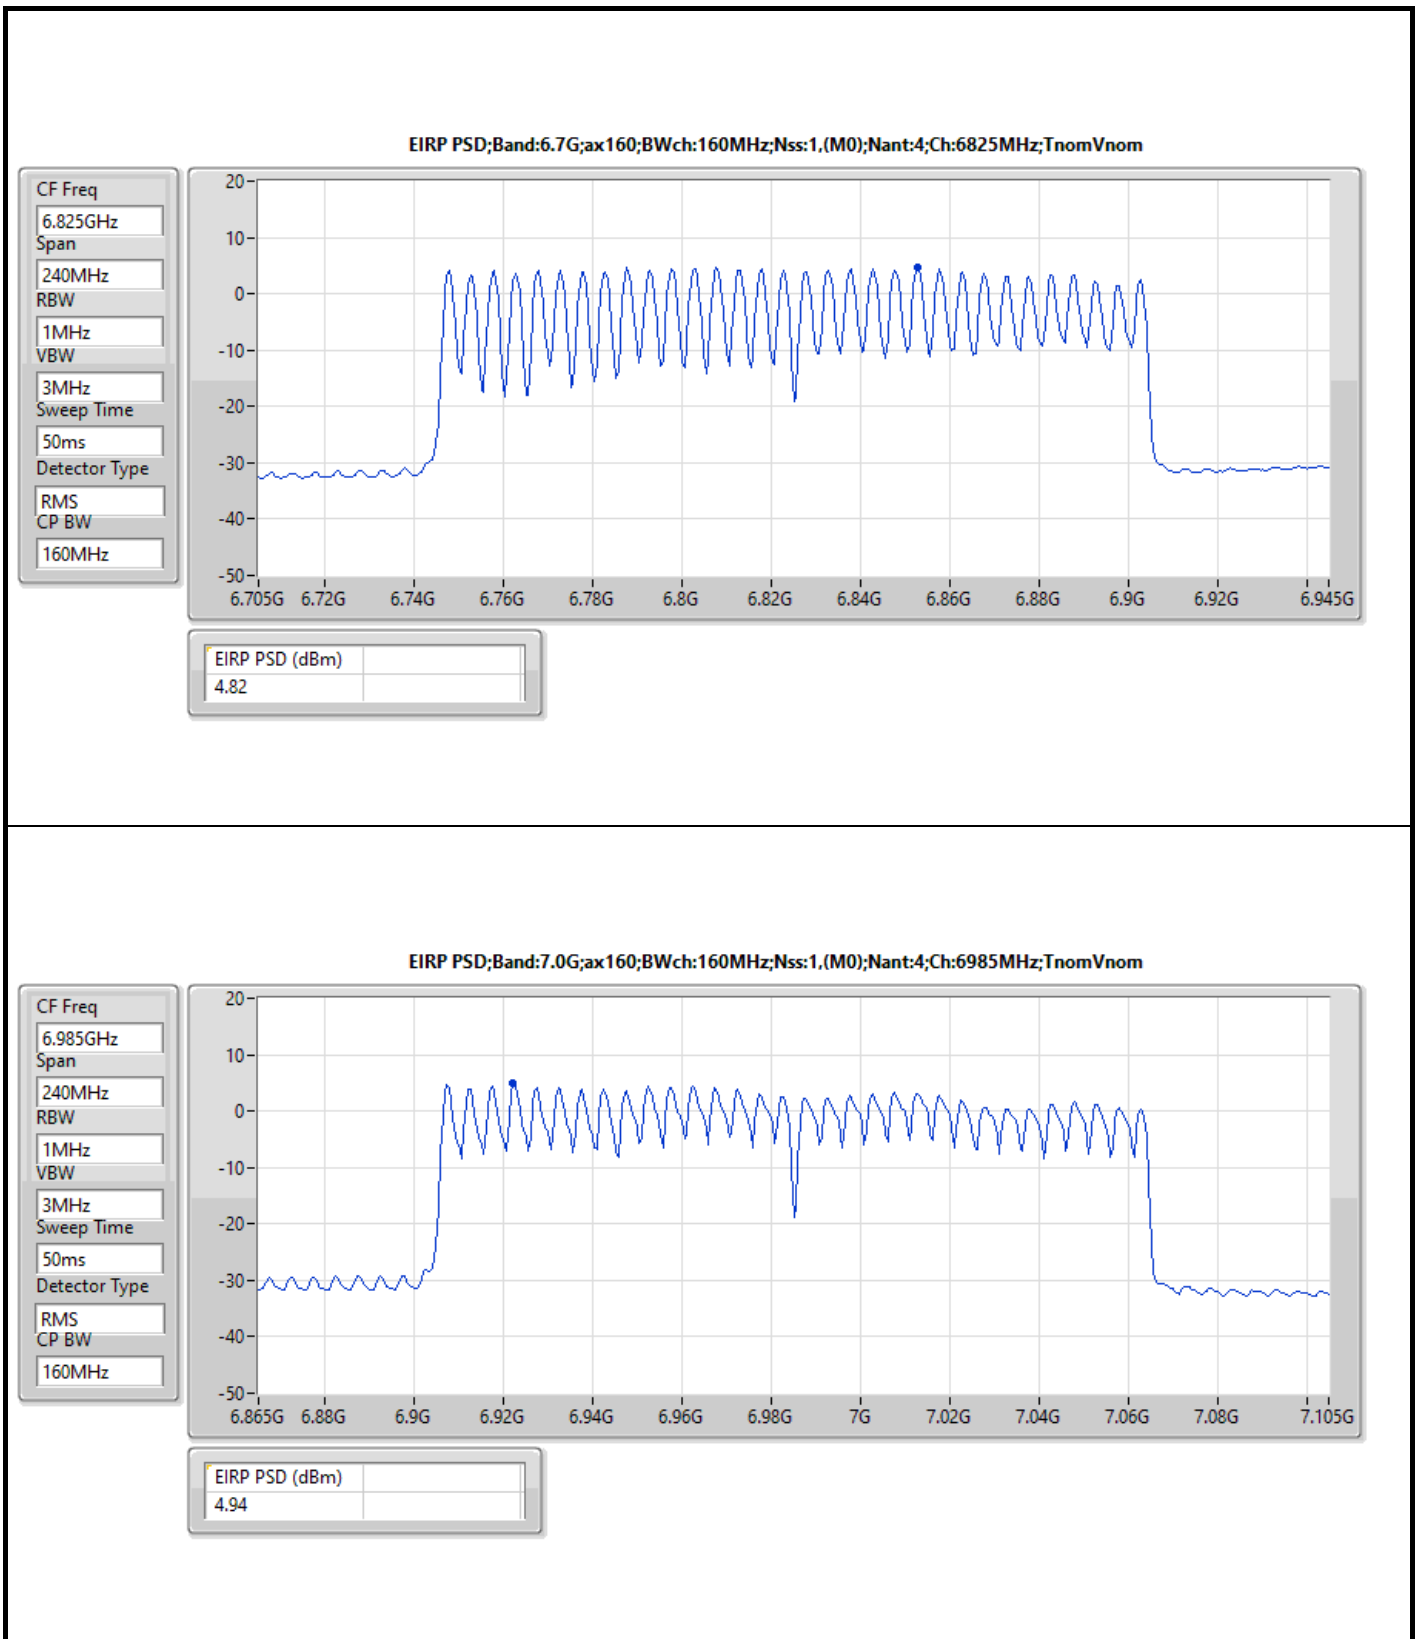 EIRP PSD;Band:6.7G;ax160;BWch:160MHz;Nss:1,(M0);Nant:4;Ch:6825MHz;TnomVnom
CF Freq
6.825GHz
Span
240MHz
RBW
1MHz
VBW
3MHz
Sweep Time
50ms
Detector Type
RMS
CP BW
160MHz
20
10
0
-10
-20
-30
-40
-50
6.705G 6.72G 6.74G 6.76G 6.78G 6.8G 6.82G 6.84G 6.86G 6.88G 6.9G 6.92G 6.945G
EIRP PSD (dBm)
4.82
EIRP PSD;Band:7.0G;ax160;BWch:160MHz;Nss:1,(M0);Nant:4;Ch:6985MHz;TnomVnom
CF Freq
6.985GHz
Span
240MHz
RBW
1MHz
VBW
3MHz
Sweep Time
50ms
Detector Type
RMS
CP BW
160MHz
20
10
0
-10
-20
-30
-40
-50
6.865G 6.88G 6.9G 6.92G 6.94G 6.96G 6.98G 7G 7.02G 7.04G 7.06G 7.08G 7.105G
EIRP PSD (dBm)
4.94